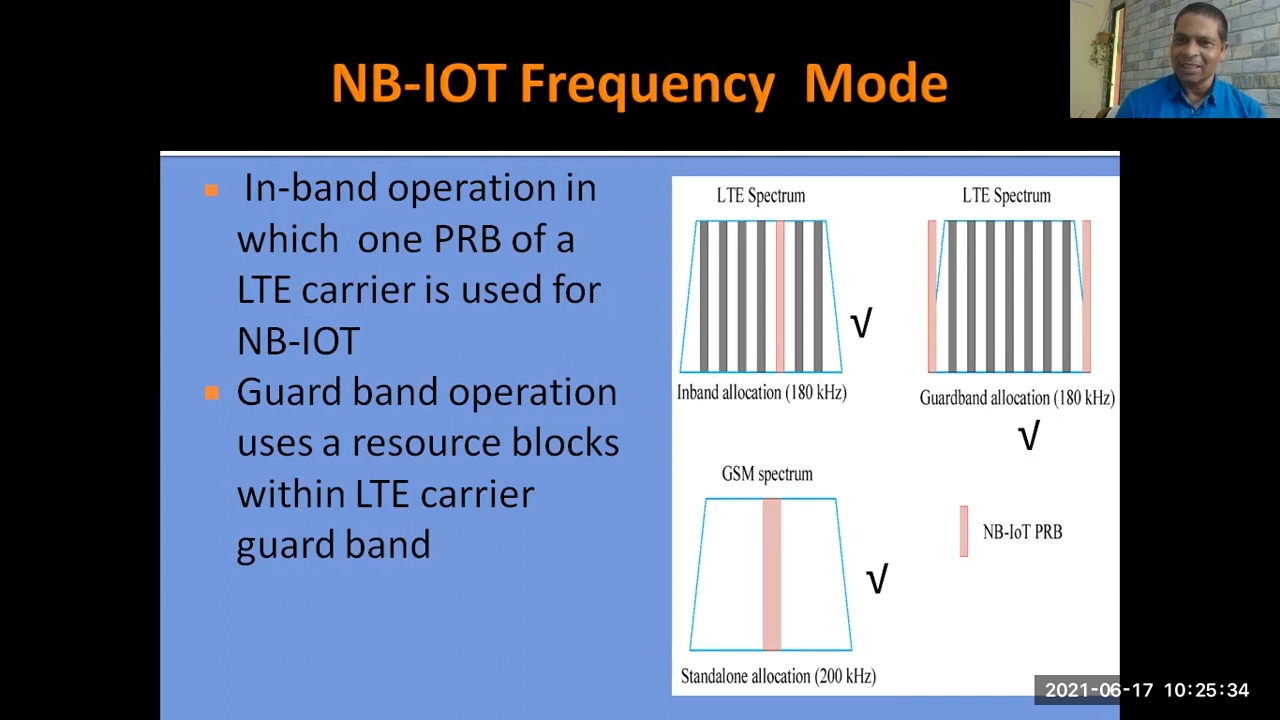 NB-IOT Frequency Mode
In-band operation in
which one PRB of a
LTE carrier is used for
NB-IOT
Guard band operation
uses a resource blocks
within LTE carrier
guard band
LTE Spectrum
√
Inband allocation (180 kHz)
LTE Spectrum
Guardband allocation (180 kHz)
√
GSM spectrum
√
Standalone allocation (200 kHz)
NB-IoT PRB
2021-06-17 10:25:34